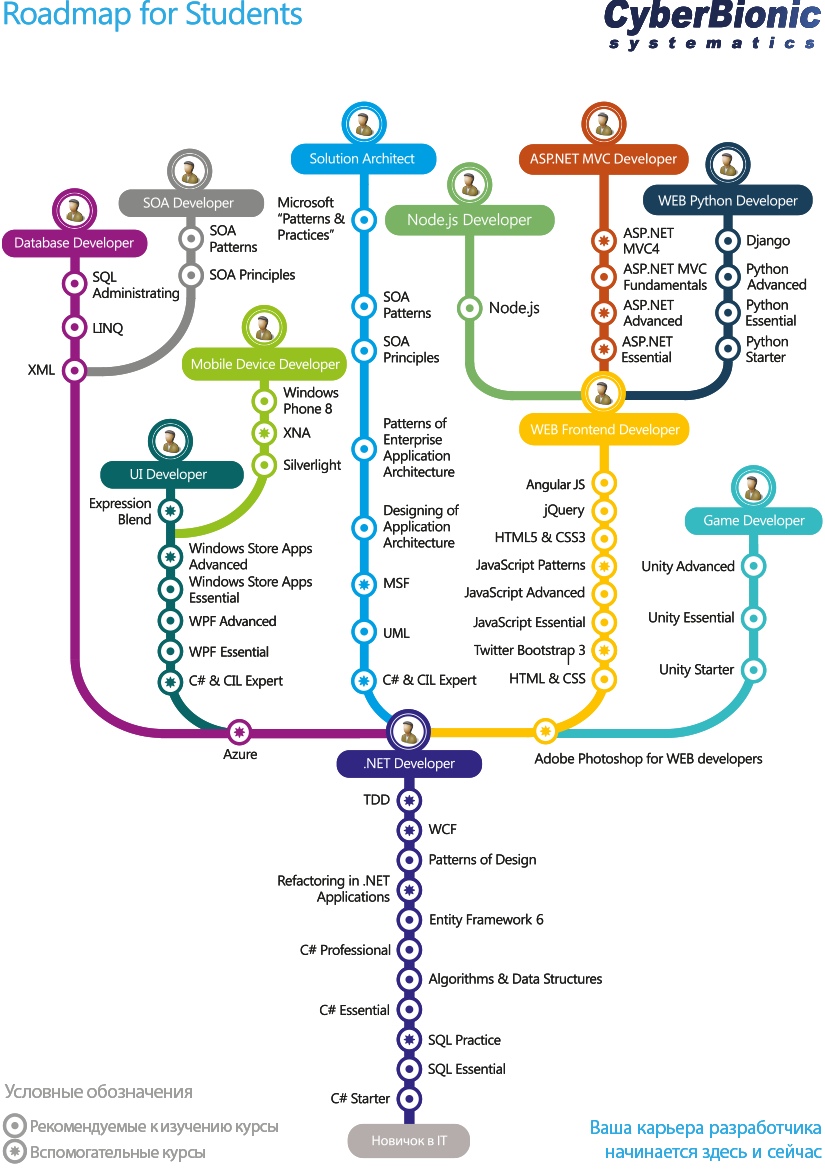 Roadmap for Students
CyberBionic
systematics
Solution Architect
ASP.NET MVC Developer
SOA Developer
WEB Python Developer
Node.js Developer
Database Developer
Microsoft
"Patterns &
Practices"
SOA
Patterns
ASP.NET
MVC4
Django
SQL
Administrating
SOA Principles
ASP.NET MVC
Fundamentals
Python
Advanced
LINQ
SOA
Patterns
Node.js
ASP.NET
Advanced
Python
Essential
XML
Mobile Device Developer
SOA
Principles
ASP.NET
Essential
Python
Starter
Windows
Phone 8
XNA
Silverlight
Patterns of
Enterprise
Application
Architecture
WEB Frontend Developer
UI Developer
Expression
Blend
Designing of
Application
Architecture
Angular JS
jQuery
HTML5 & CSS3
Game Developer
Windows Store Apps
Advanced
Windows Store Apps
Essential
MSF
JavaScript Patterns
JavaScript Advanced
Unity Advanced
WPF Advanced
UML
JavaScript Essential
Unity Essential
WPF Essential
Twitter Bootstrap 3
C# & CIL Expert
C# & CIL Expert
HTML & CSS
Unity Starter
Azure
.NET Developer
Adobe Photoshop for WEB developers
TDD
WCF
Patterns of Design
Refactoring in .NET
Applications
Entity Framework 6
C# Professional
Algorithms & Data Structures
C# Essential
SQL Practice
SQL Essential
C# Starter
Новичок в IT
Условные обозначения
Рекомендуемые к изучению курсы
Вспомогательные курсы
Ваша карьера разработчика
начинается здесь и сейчас